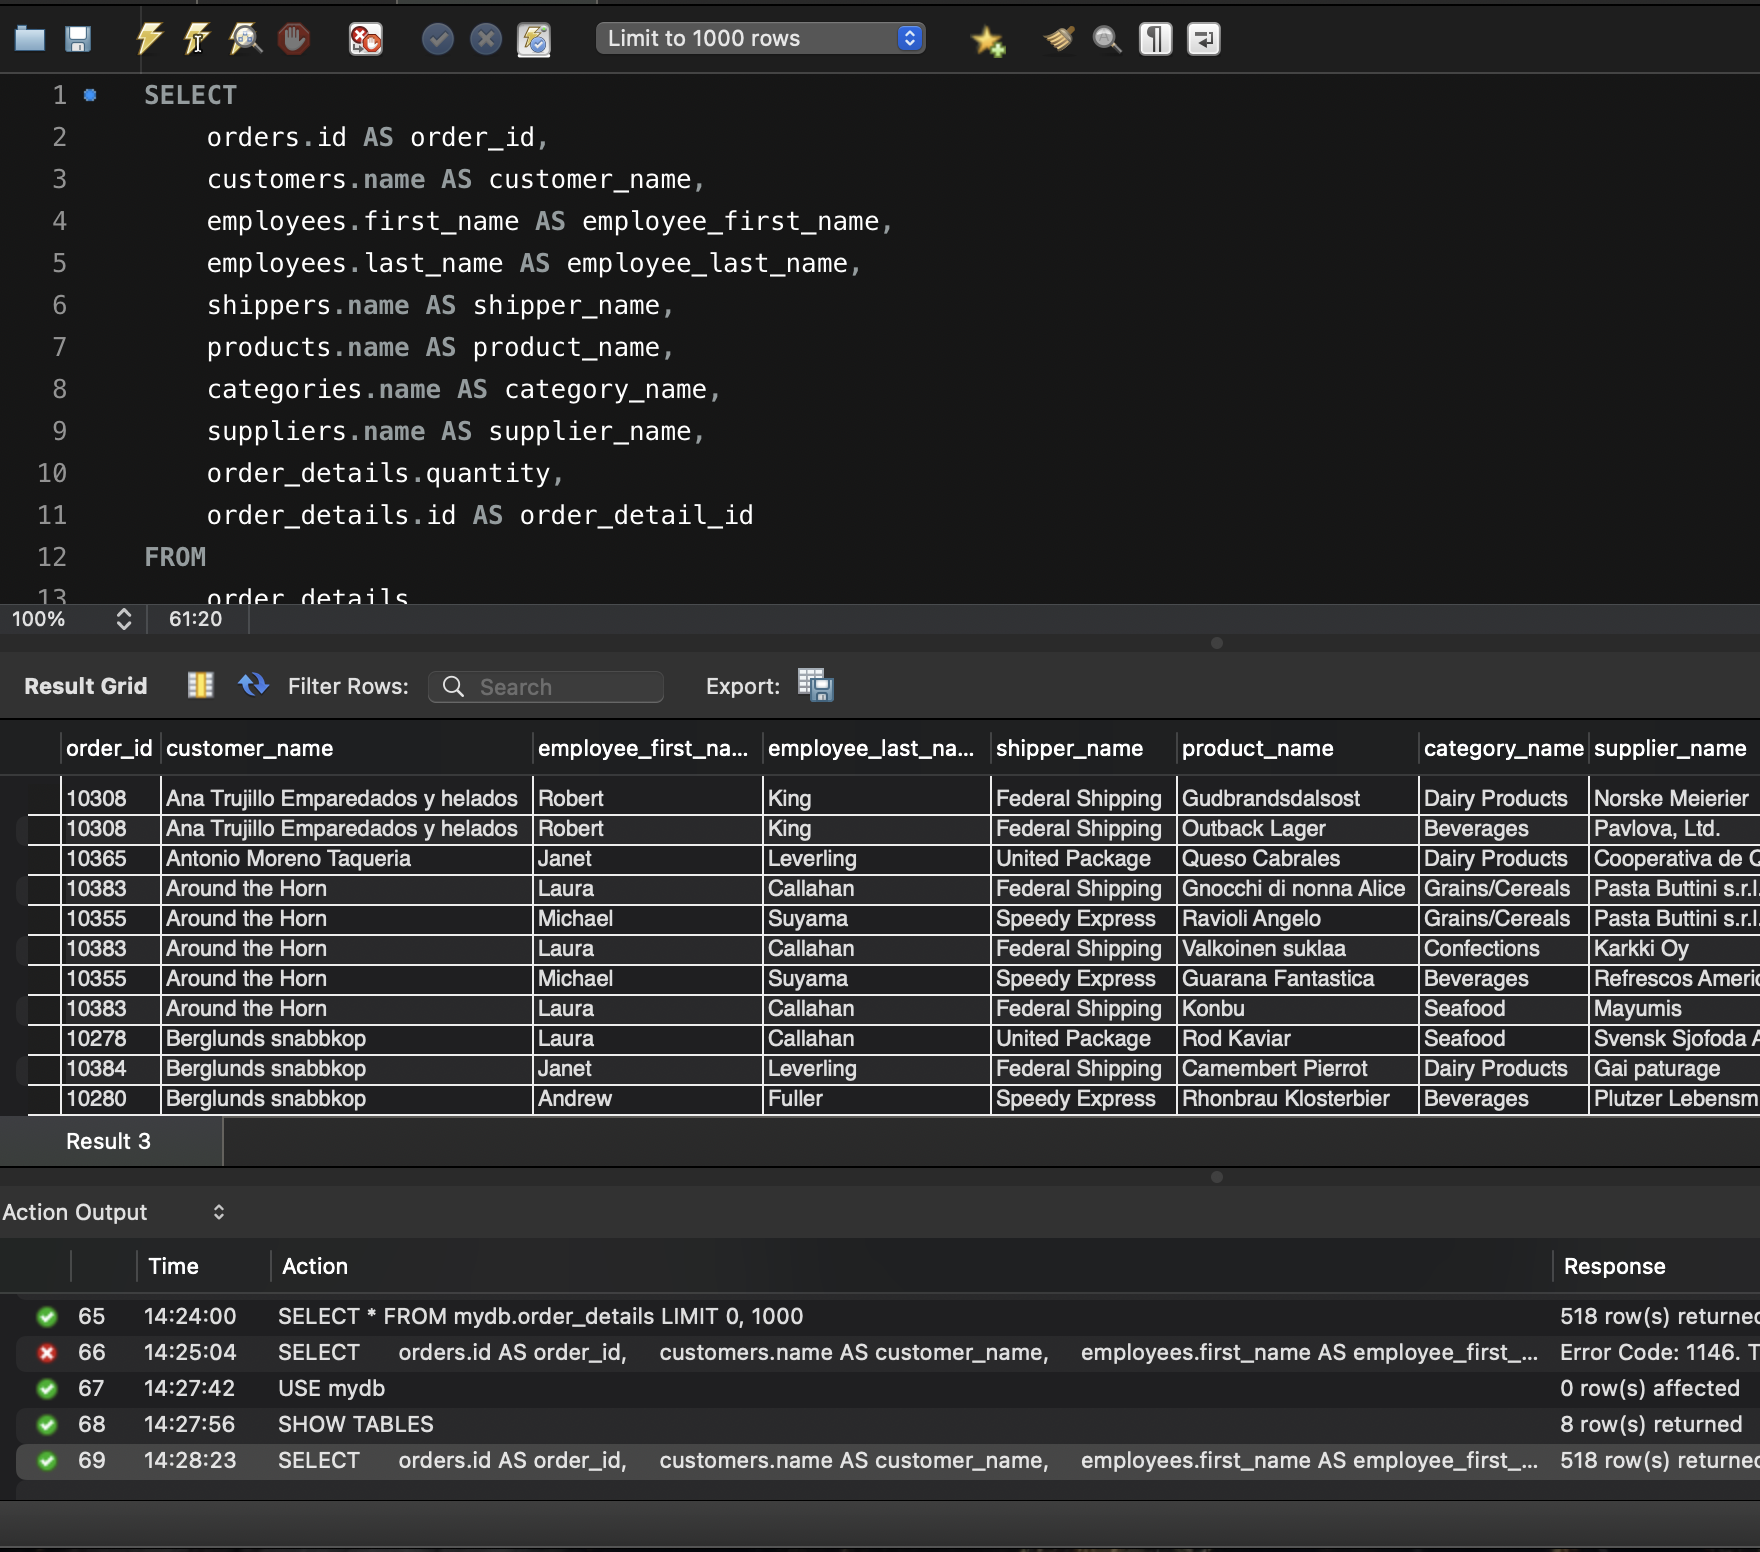 Limit to 1000 rows
1 SELECT
2 orders.id AS order_id,
3 customers.name AS customer_name,
4 employees.first_name AS employee_first_name,
5 employees.last_name AS employee_last_name,
6 shippers.name AS shipper_name,
7 products.name AS product_name,
8 categories.name AS category_name,
9 suppliers.name AS supplier_name,
10 order_details.quantity,
11 order_details.id AS order_detail_id
12 FROM
13 order_details
100% 61:20
Result Grid Filter Rows: Search Export:
order_id customer_name employee_first_na... employee_last_na... shipper_name product_name category_name supplier_name
10308 Ana Trujillo Emparedados y helados Robert King Federal Shipping Gudbrandsdalsost Dairy Products Norske Meierier
10308 Ana Trujillo Emparedados y helados Robert King Federal Shipping Outback Lager Beverages Pavlova, Ltd.
10365 Antonio Moreno Taqueria Janet Leverling United Package Queso Cabrales Dairy Products Cooperativa de
10383 Around the Horn Laura Callahan Federal Shipping Gnocchi di nonna Alice Grains/Cereals Pasta Buttini s.r.l.
10355 Around the Horn Michael Suyama Speedy Express Ravioli Angelo Grains/Cereals Pasta Buttini s.r.l.
10383 Around the Horn Laura Callahan Federal Shipping Valkoinen suklaa Confections Karkki Oy
10355 Around the Horn Michael Suyama Speedy Express Guarana Fantastica Beverages Refrescos Americ
10383 Around the Horn Laura Callahan Federal Shipping Konbu Seafood Mayumis
10278 Berglunds snabbkop Laura Callahan United Package Rod Kaviar Seafood Svensk Sjofoda A
10384 Berglunds snabbkop Janet Leverling Federal Shipping Camembert Pierrot Dairy Products Gai paturage
10280 Berglunds snabbkop Andrew Fuller Speedy Express Rhonbrau Klosterbier Beverages Plutzer Lebensm
Result 3
Action Output
Time Action Response
65 14:24:00 SELECT * FROM mydb.order_details LIMIT 0, 1000 518 row(s) returned
66 14:25:04 SELECT orders.id AS order_id, customers.name AS customer_name, employees.first_name AS employee_first_... Error Code: 1146. T
67 14:27:42 USE mydb 0 row(s) affected
68 14:27:56 SHOW TABLES 8 row(s) returned
69 14:28:23 SELECT orders.id AS order_id, customers.name AS customer_name, employees.first_name AS employee_first_... 518 row(s) returned